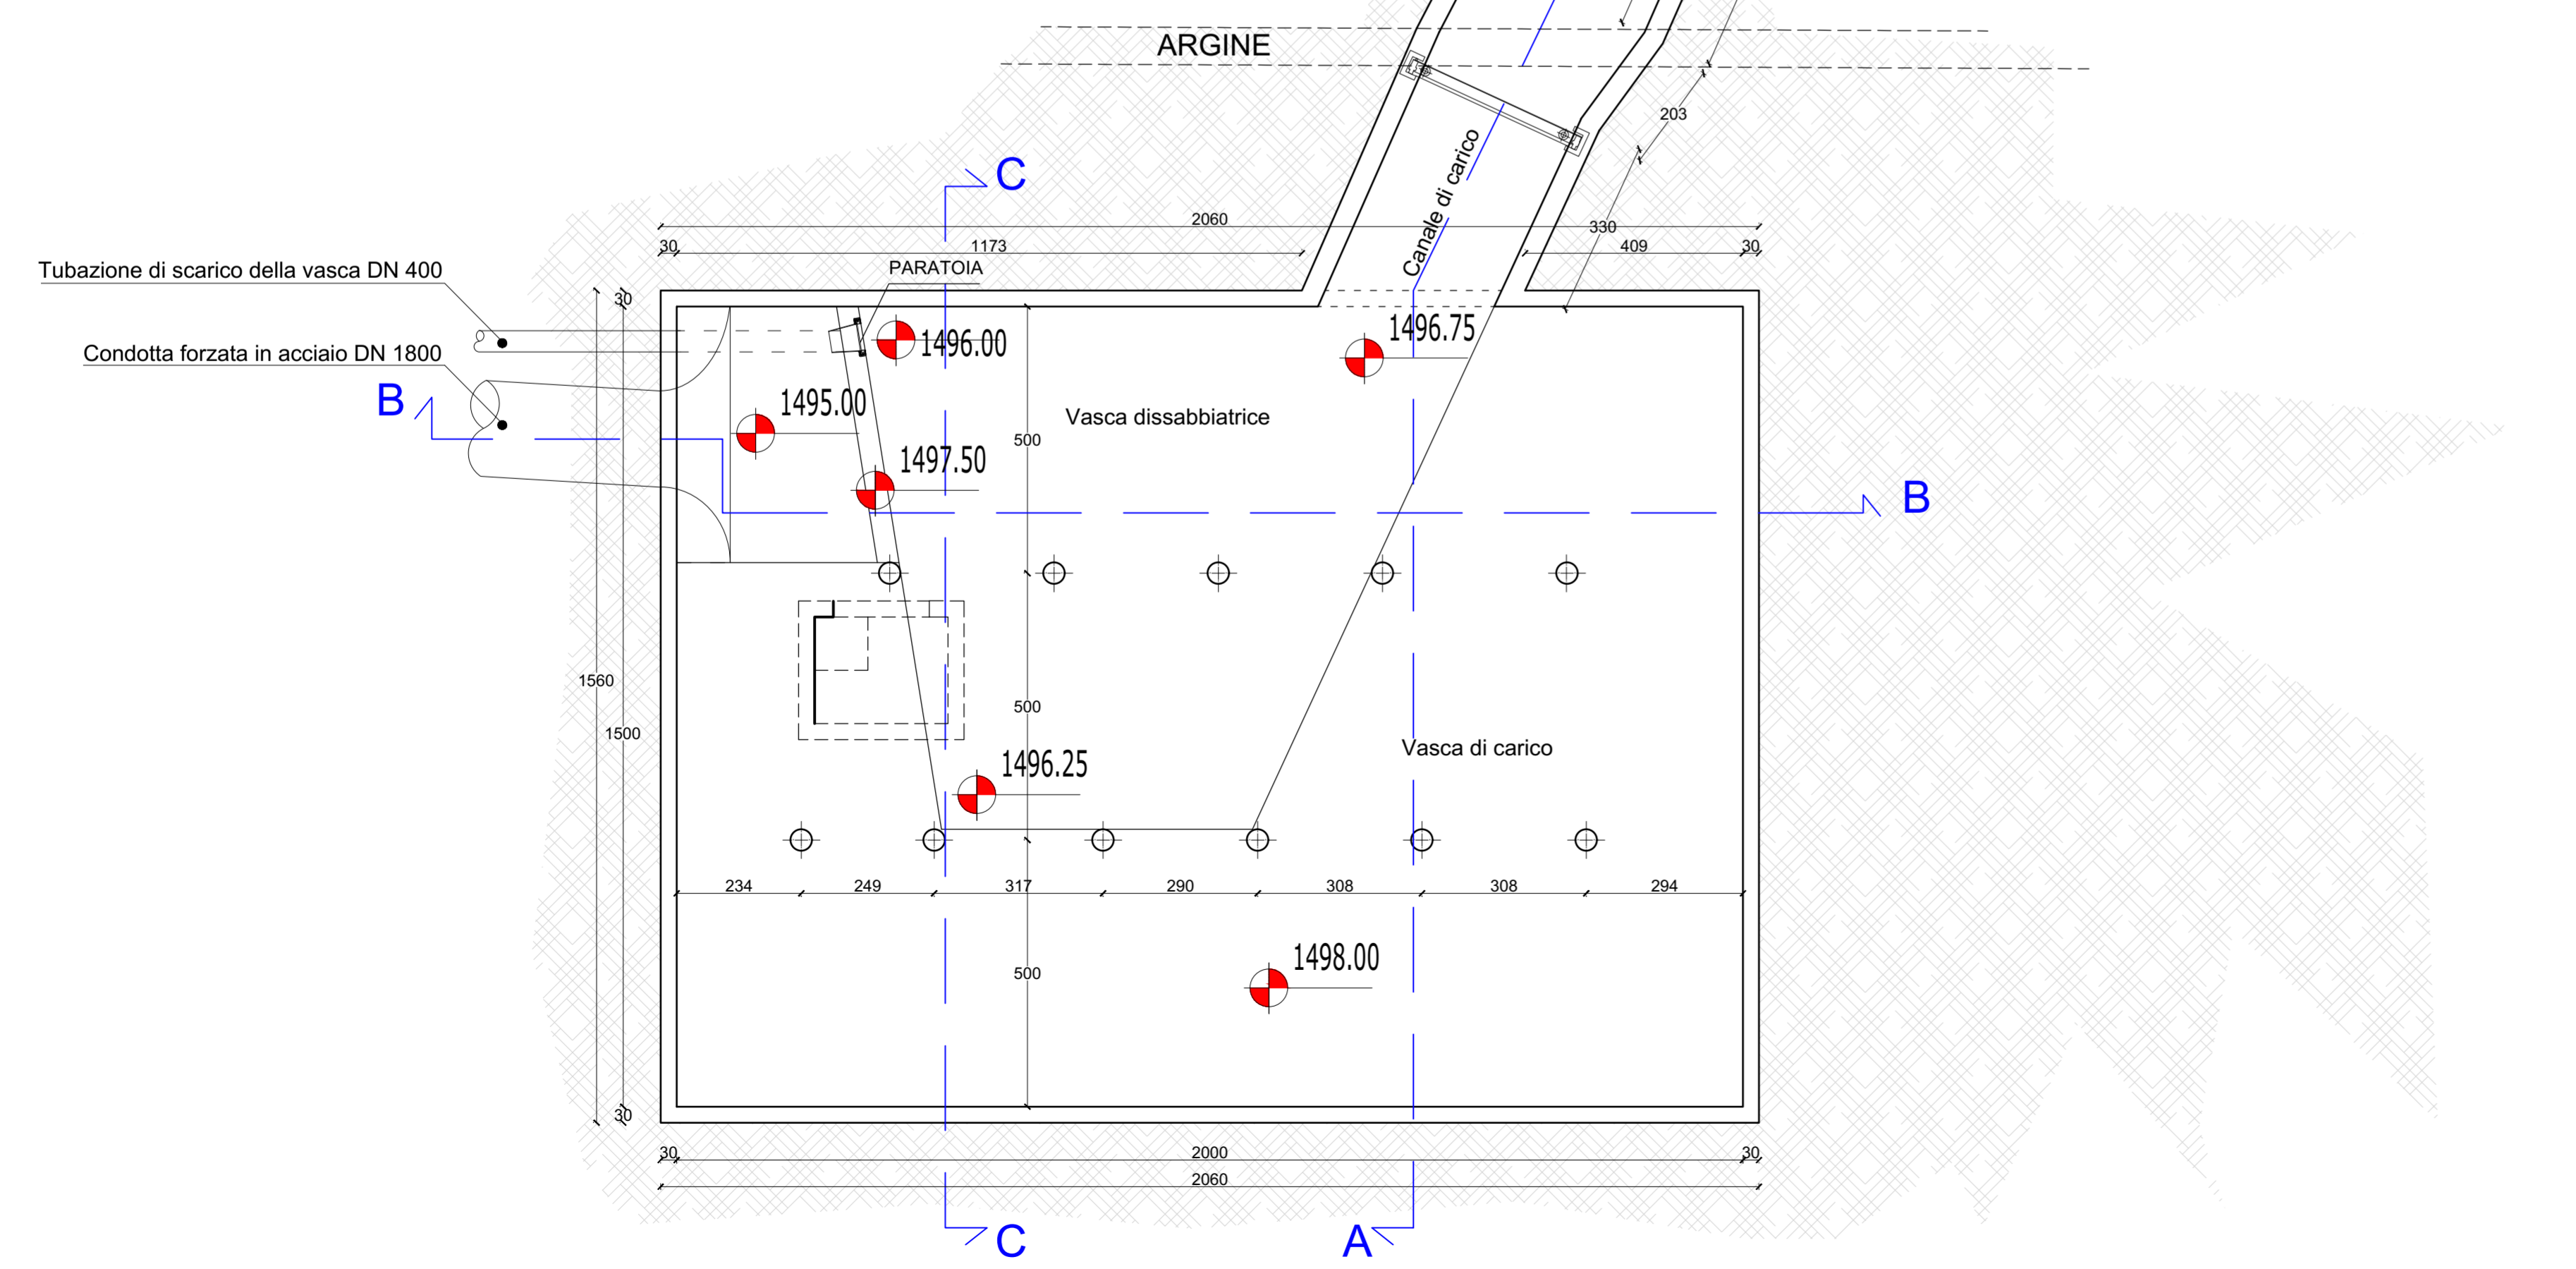 ARGINE
203
C
2060
330
30
1173
409
30
Canale di carico
PARATOIA
Tubazione di scarico della vasca DN 400
30
1496.00
1496.75
Condotta forzata in acciaio DN 1800
B
1495.00
Vasca dissabbiatrice
500
1497.50
B
1560
500
1500
Vasca di carico
1496.25
234
249
317
290
308
308
294
1498.00
500
30
30
2000
30
2060
C
A